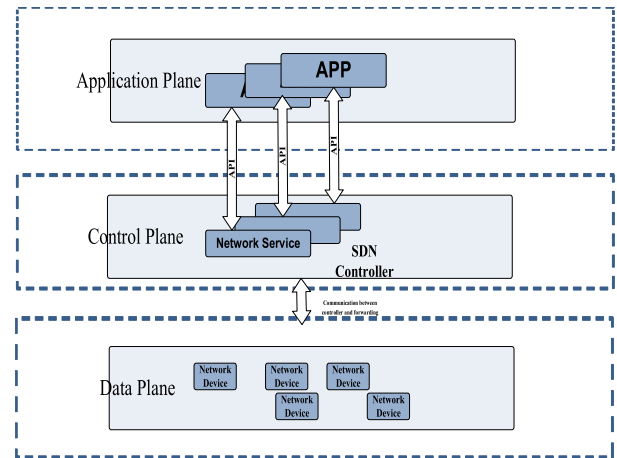 APP
Application Plane
A
API
API
API
Control Plane
Network Service
SDN
Controller
Communication between
controller and forwarding
Data Plane
Network
Device
Network
Device
Network
Device
Network
Device
Network
Device